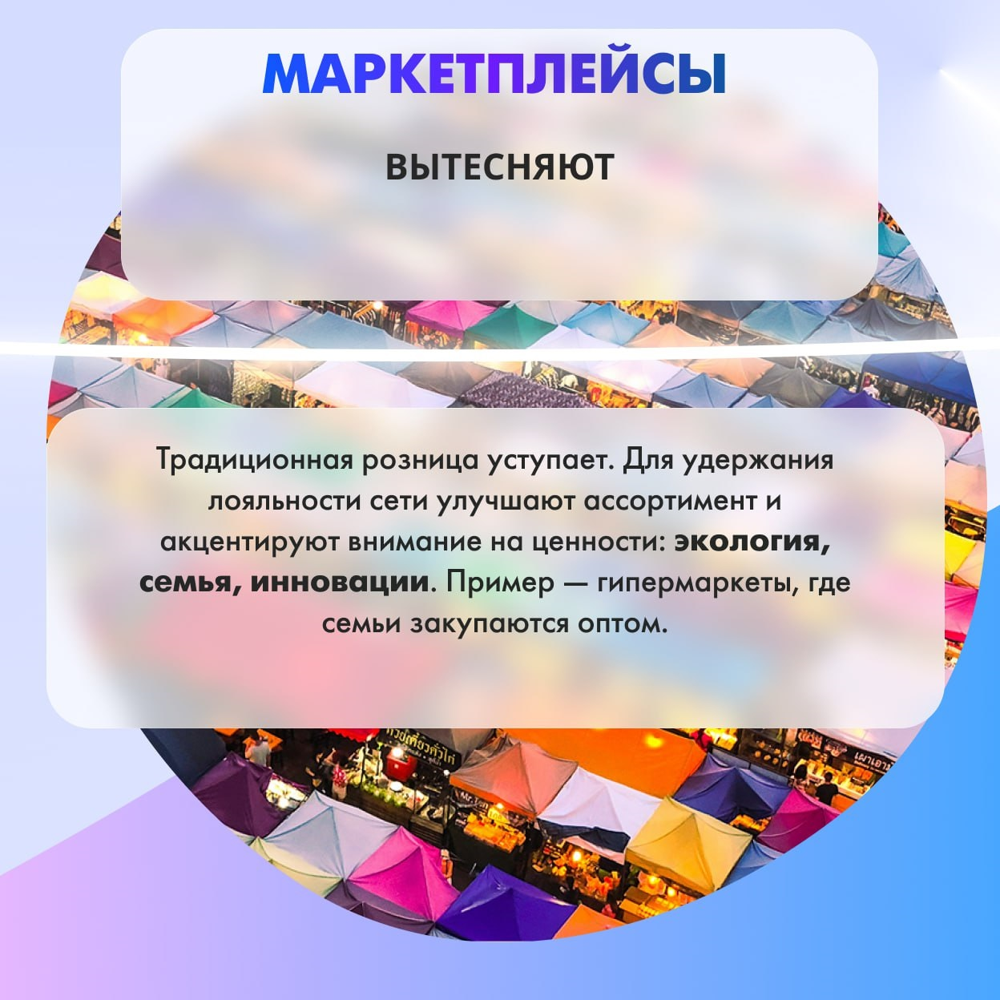 МАРКЕТПЛЕЙСЫ
ВЫТЕСНЯЮТ
Традиционная розница уступает. Для удержания
лояльности сети улучшают ассортимент и
акцентируют внимание на ценности: экология,
семья, инновации. Пример — гипермаркеты, где
семьи закупаются оптом.